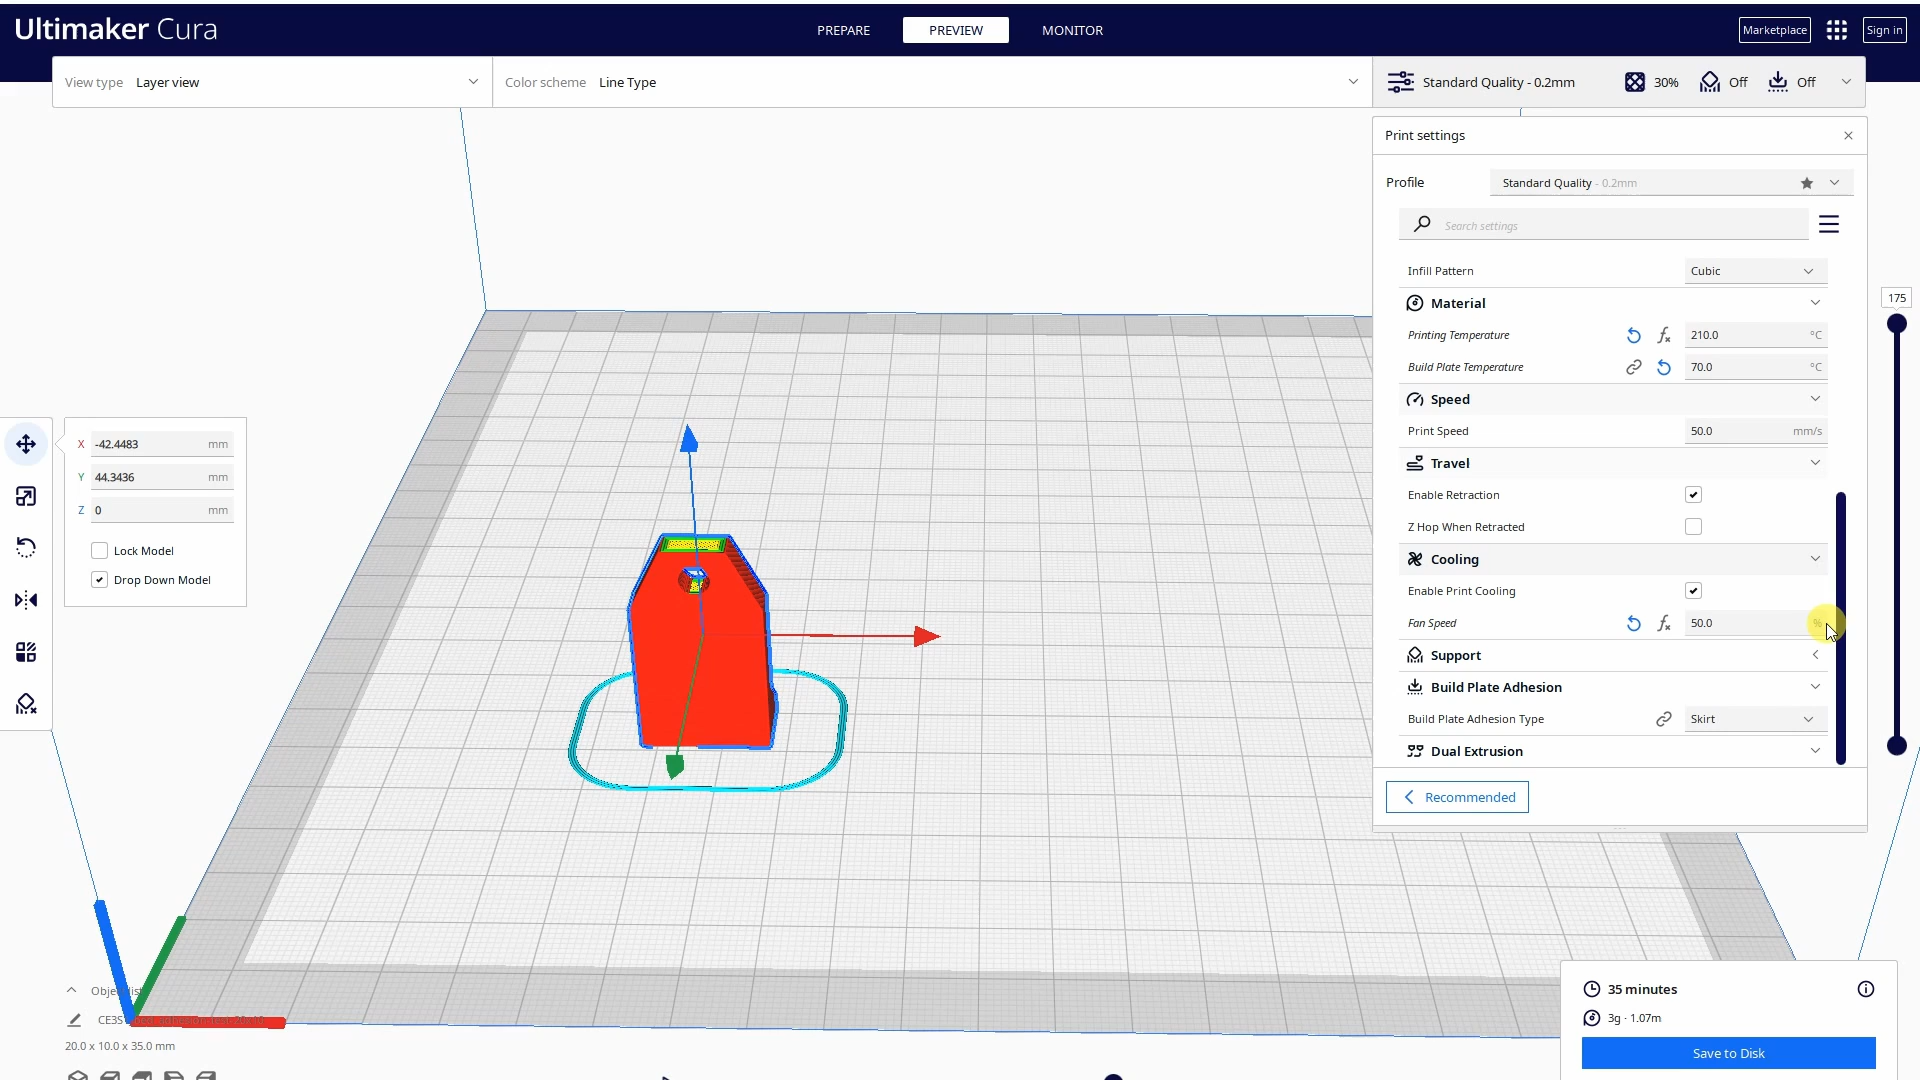 Ultimaker Cura
PREPARE
PREVIEW
MONITOR
Marketplace
Sign in
View type Layer view
Color scheme Line Type
Standard Quality - 0.2mm
30%
Off
Off
Print settings
Profile
Standard Quality - 0.2mm
Search settings
175
Infill Pattern
Cubic
Material
Printing Temperature
210.0 °C
Build Plate Temperature
70.0 °C
Speed
Print Speed
50.0 mm/s
Travel
Enable Retraction
Z Hop When Retracted
Cooling
Enable Print Cooling
Fan Speed
50.0 %
Support
Build Plate Adhesion
Build Plate Adhesion Type
Skirt
Dual Extrusion
Recommended
X -42.4483 mm
Y 44.3436 mm
Z 0 mm
Lock Model
Drop Down Model
20.0 x 10.0 x 35.0 mm
35 minutes
3g · 1.07m
Save to Disk